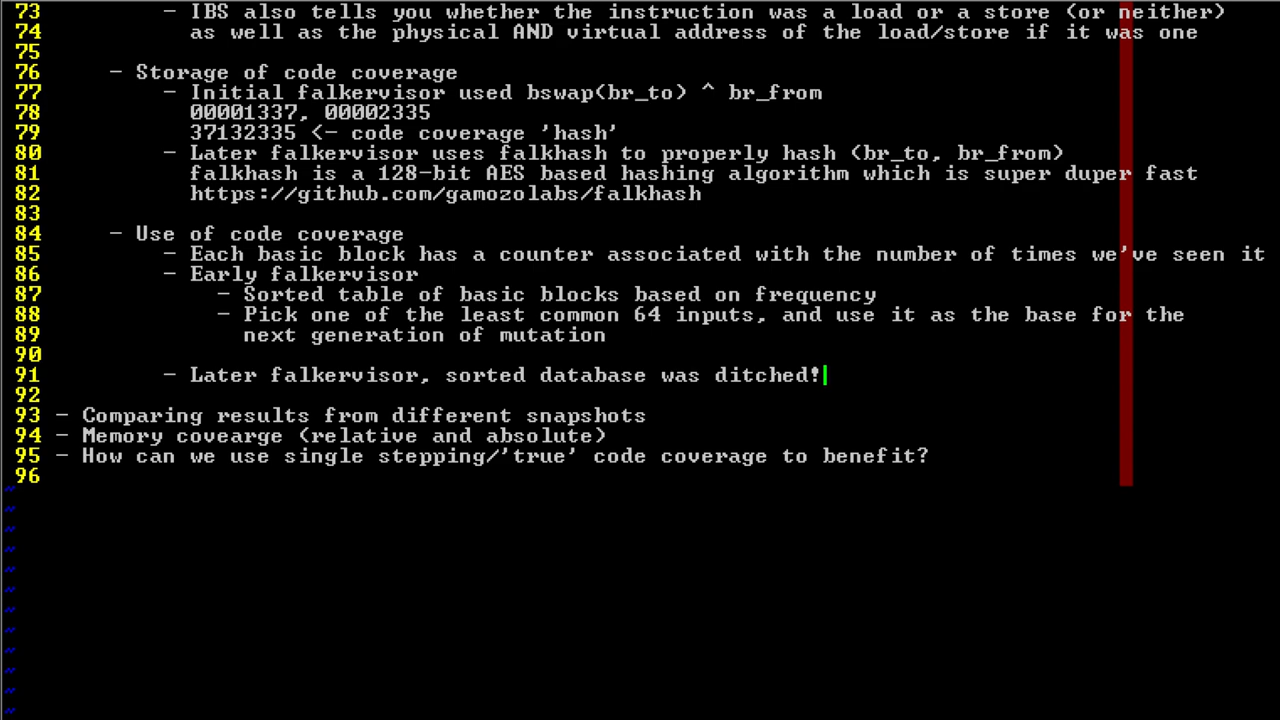 73         - IBS also tells you whether the instruction was a load or a store (or neither)
74           as well as the physical AND virtual address of the load/store if it was one
75
76     - Storage of code coverage
77         - Initial falkervisor used bswap(br_to) ^ br_from
78           00001337, 00002335
79           37132335 <- code coverage 'hash'
80         - Later falkervisor uses falkhash to properly hash (br_to, br_from)
81           falkhash is a 128-bit AES based hashing algorithm which is super duper fast
82           https://github.com/gamozolabs/falkhash
83
84     - Use of code coverage
85         - Each basic block has a counter associated with the number of times we've seen it
86         - Early falkervisor
87             - Sorted table of basic blocks based on frequency
88             - Pick one of the least common 64 inputs, and use it as the base for the
89               next generation of mutation
90
91         - Later falkervisor, sorted database was ditched!
92
93 - Comparing results from different snapshots
94 - Memory covearge (relative and absolute)
95 - How can we use single stepping/'true' code coverage to benefit?
96
~
~
~
~
~
~
~
~
~
~
~
~